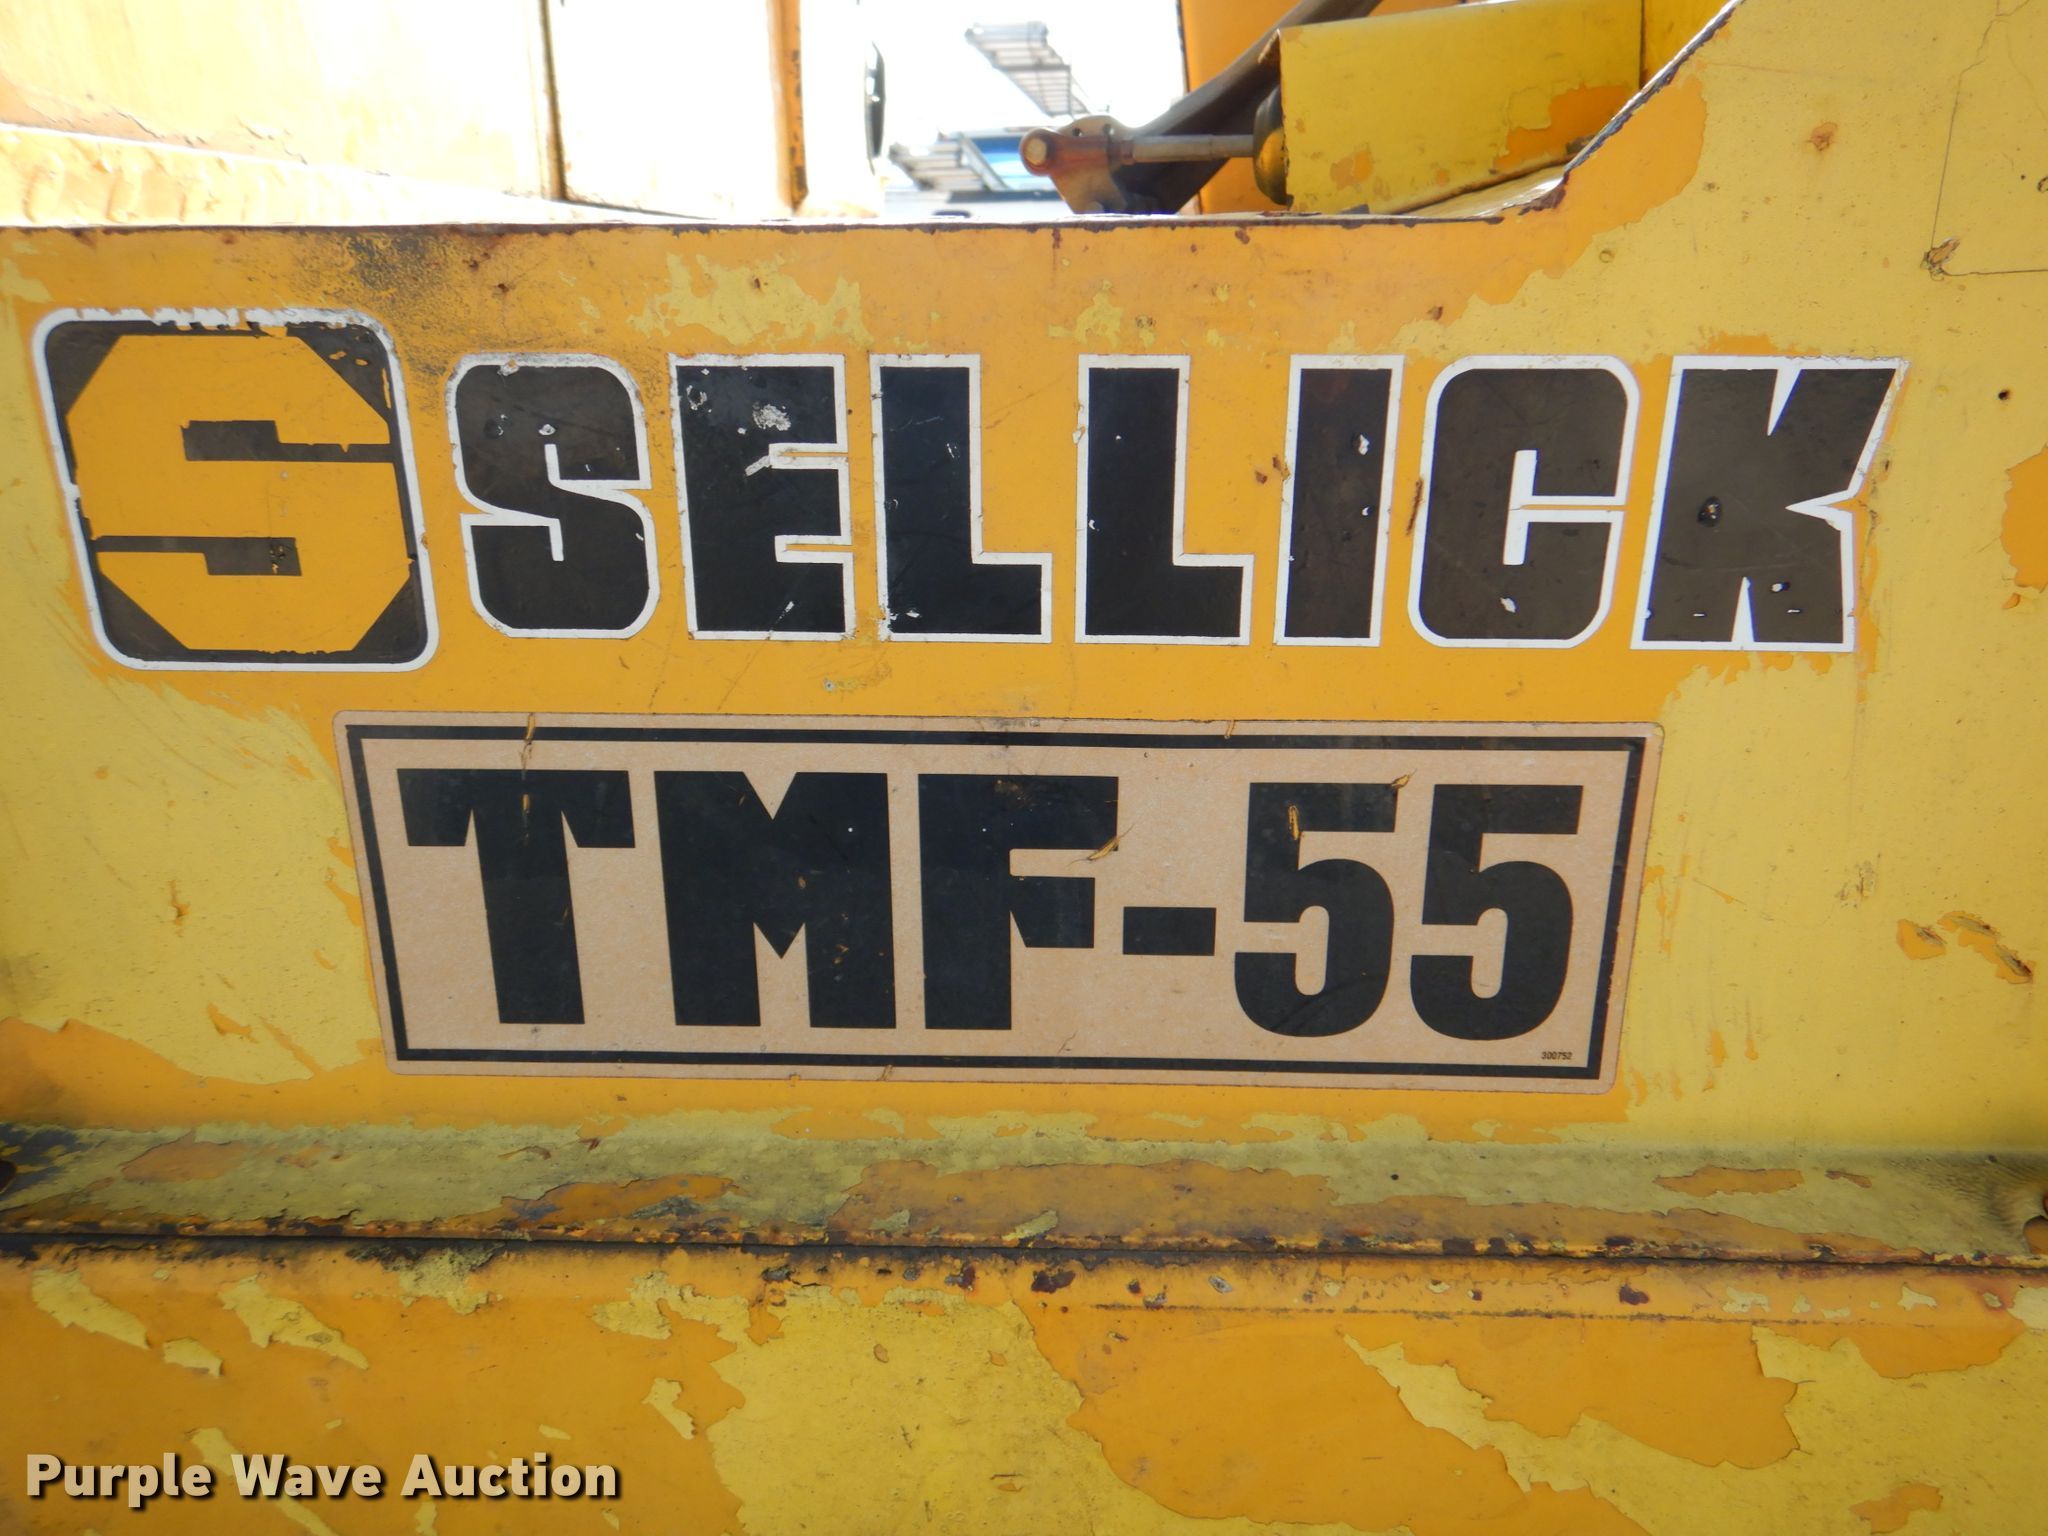 S SELLICK
TMF-55
300752
Purple Wave Auction